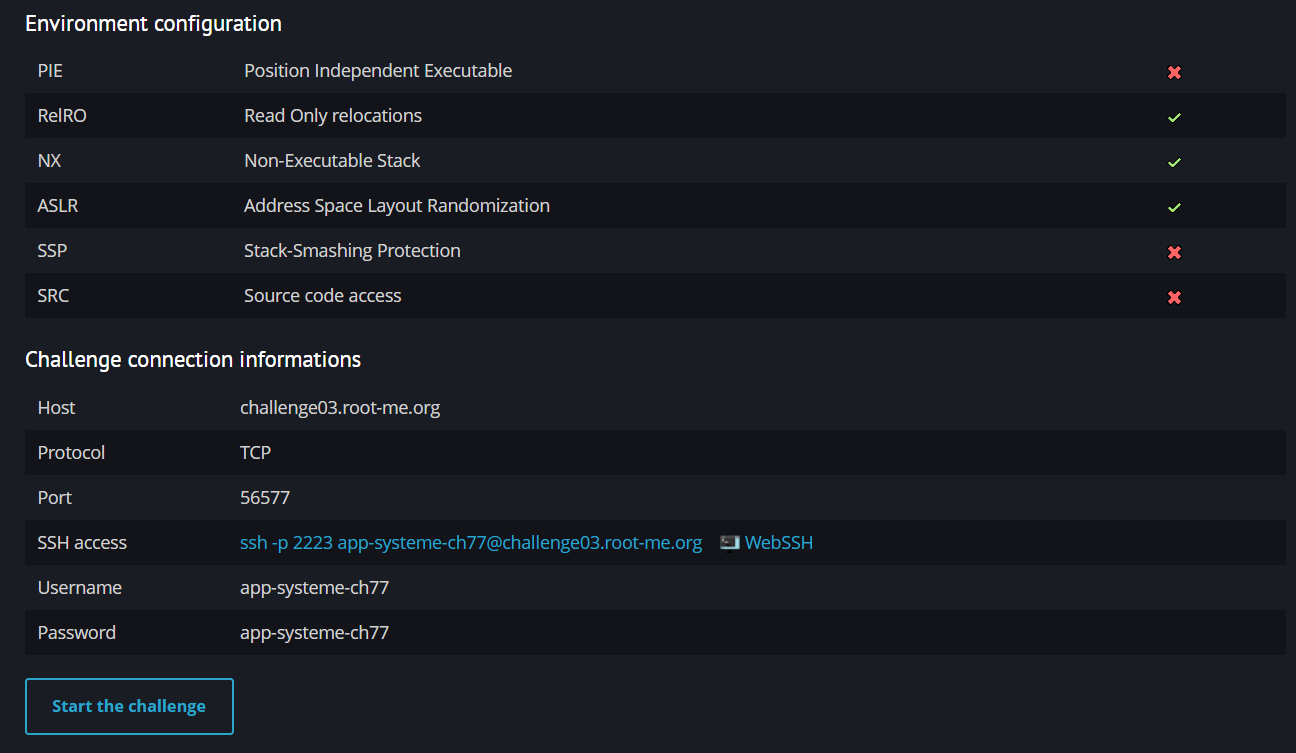 Environment configuration
PIE Position Independent Executable
RelRO Read Only relocations
NX Non-Executable Stack
ASLR Address Space Layout Randomization
SSP Stack-Smashing Protection
SRC Source code access
Challenge connection informations
Host challenge03.root-me.org
Protocol TCP
Port 56577
SSH access ssh -p 2223 app-systeme-ch77@challenge03.root-me.org WebSSH
Username app-systeme-ch77
Password app-systeme-ch77
Start the challenge